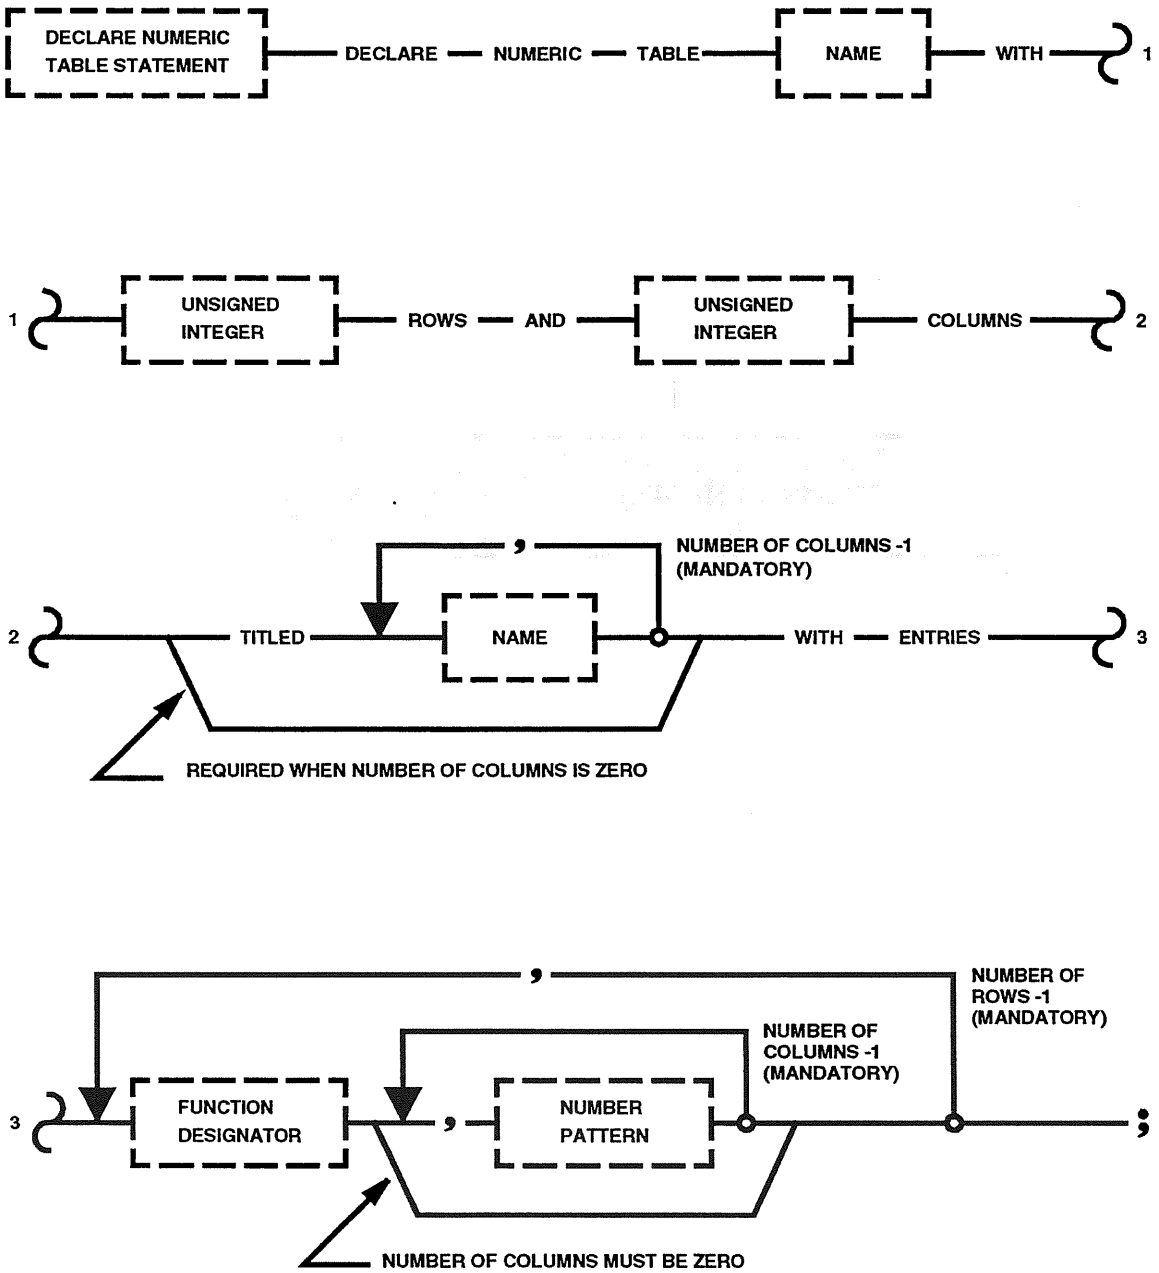 DECLARE NUMERIC
TABLE STATEMENT
DECLARE NUMERIC TABLE
NAME
WITH
1
1
UNSIGNED
INTEGER
ROWS AND
UNSIGNED
INTEGER
COLUMNS
2
,
NUMBER OF COLUMNS -1
(MANDATORY)
2
TITLED
NAME
WITH ENTRIES
3
REQUIRED WHEN NUMBER OF COLUMNS IS ZERO
,
NUMBER OF
ROWS -1
(MANDATORY)
NUMBER OF
COLUMNS -1
(MANDATORY)
3
FUNCTION
DESIGNATOR
,
NUMBER
PATTERN
;
NUMBER OF COLUMNS MUST BE ZERO